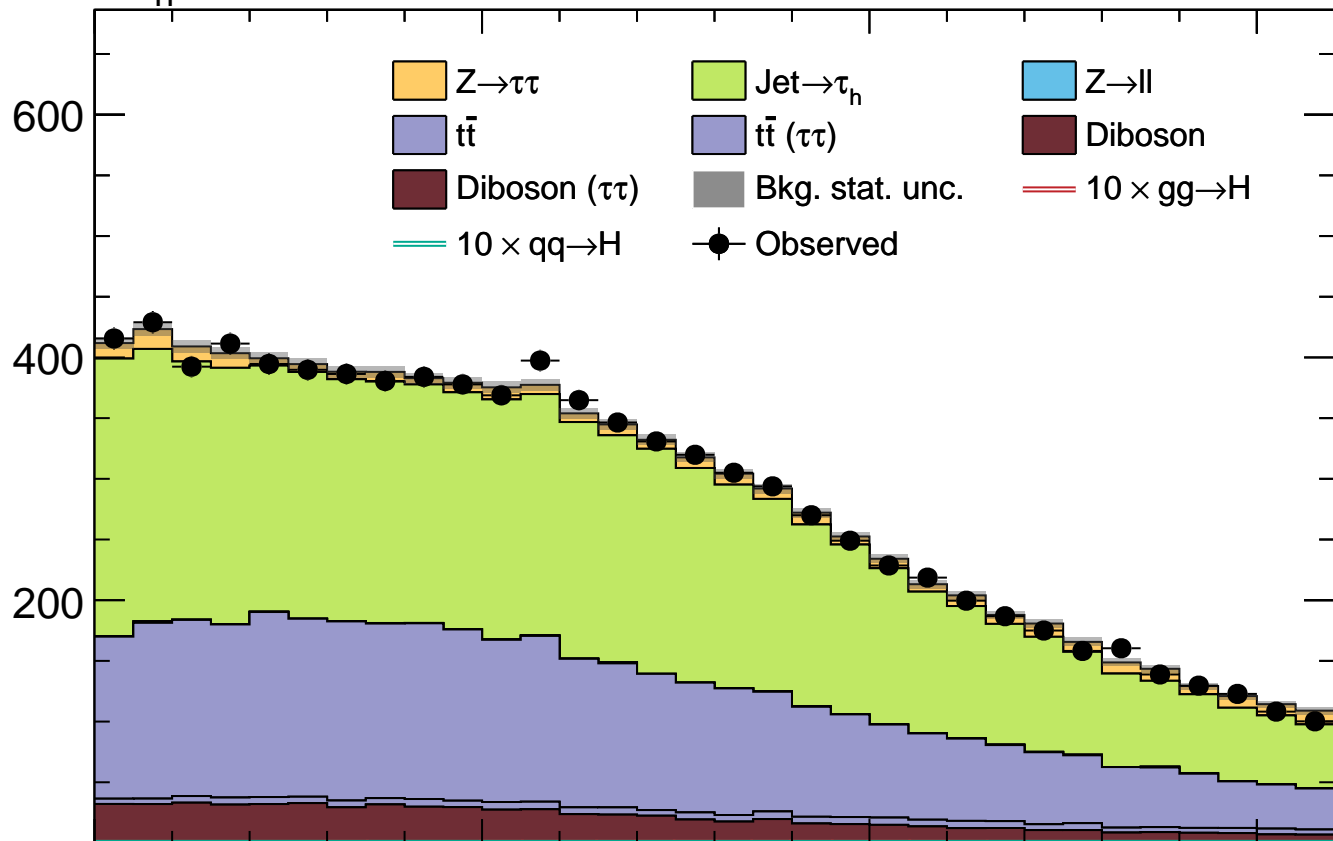 Z→ττ Jet→τh Z→ll
600
tt̄ tt̄ (ττ) Diboson
Diboson (ττ) Bkg. stat. unc. 10 × gg→H
10 × qq→H Observed
400
200